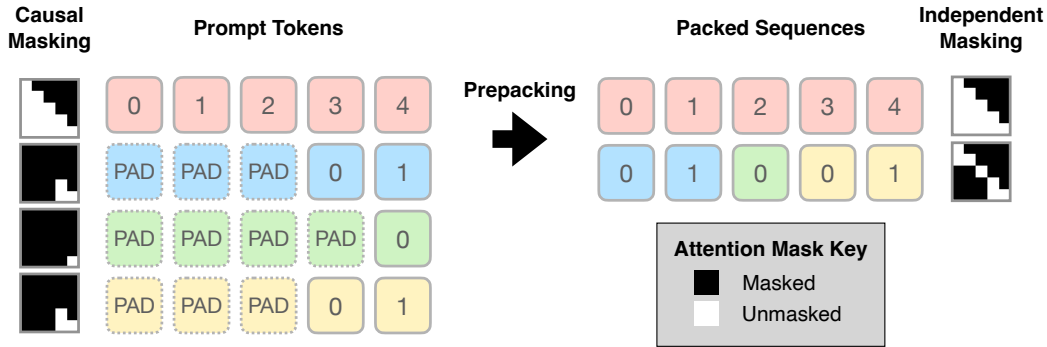 Causal Masking
Prompt Tokens
Packed Sequences
Independent Masking
0 1 2 3 4
Prepacking
0 1 2 3 4
PAD PAD PAD 0 1
0 1 0 0 1
PAD PAD PAD PAD 0
PAD PAD PAD 0 1
Attention Mask Key
Masked
Unmasked